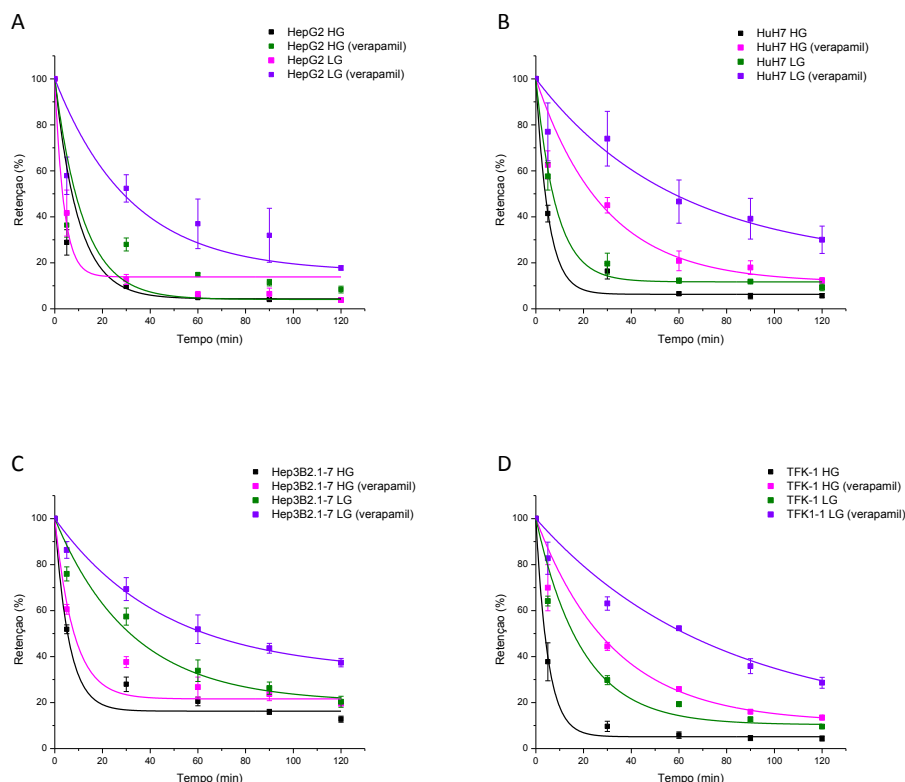 A
HepG2 HG
HepG2 HG (verapamil)
HepG2 LG
HepG2 LG (verapamil)
100
80
60
40
20
0
Retençao (%)
0 20 40 60 80 100 120
Tempo (min)
B
HuH7 HG
HuH7 HG (verapamil)
HuH7 LG
HuH7 LG (verapamil)
100
80
60
40
20
0
Retençao (%)
0 20 40 60 80 100 120
Tempo (min)
C
Hep3B2.1-7 HG
Hep3B2.1-7 HG (verapamil)
Hep3B2.1-7 LG
Hep3B2.1-7 LG (verapamil)
100
80
60
40
20
0
Retençao (%)
0 20 40 60 80 100 120
Tempo (min)
D
TFK-1 HG
TFK-1 HG (verapamil)
TFK-1 LG
TFK1-1 LG (verapamil)
100
80
60
40
20
0
Retençao (%)
0 20 40 60 80 100 120
Tempo (min)